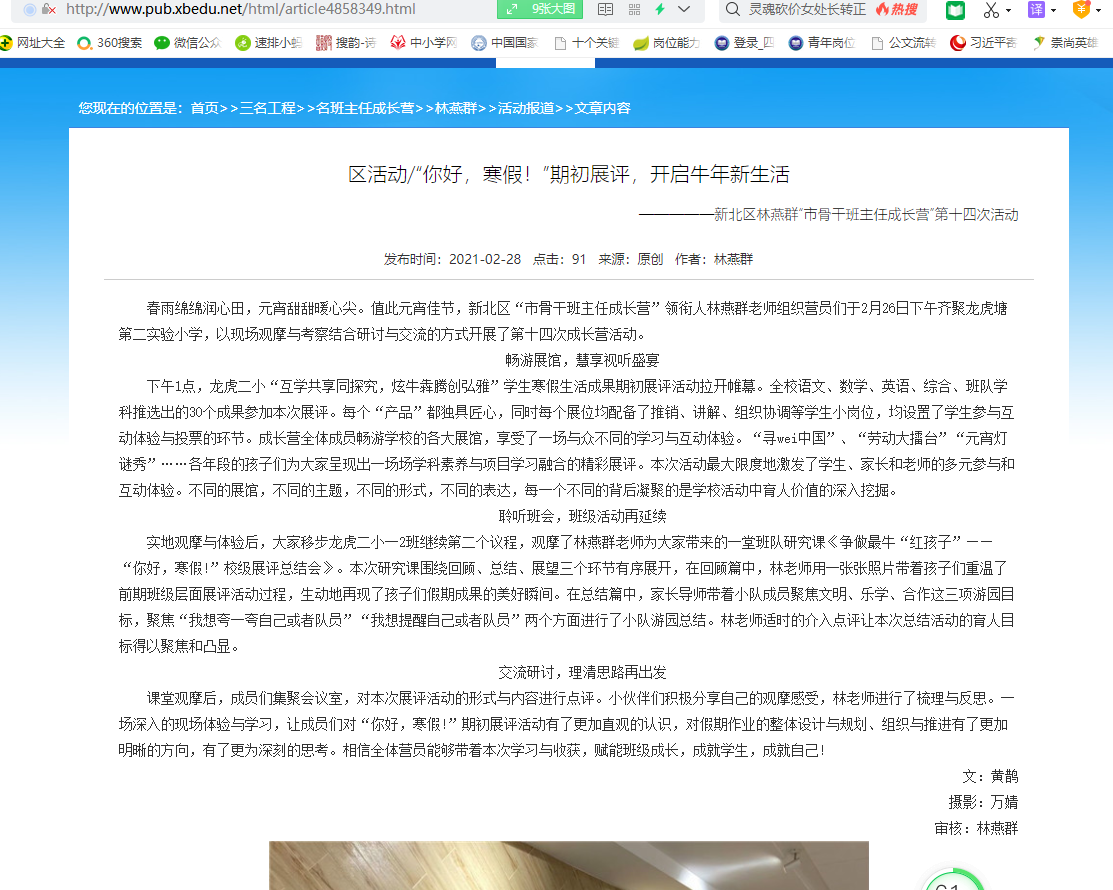 http://www.pub.xbedu.net/html/article4858349.html 9张大图 灵魂砍价女处长转正 热搜 译
网址大全 360搜索 微信公众 速排小蚂 搜韵-诗 中小学网 中国国家 十个关键 岗位能力 登录_四 青年岗位 公文流转 习近平寄 崇尚英雄
您现在的位置是：首页>>三名工程>>名班主任成长营>>林燕群>>活动报道>>文章内容
区活动/“你好，寒假！”期初展评，开启牛年新生活
—————新北区林燕群“市骨干班主任成长营”第十四次活动
发布时间：2021-02-28 点击：91 来源：原创 作者：林燕群
春雨绵绵润心田，元宵甜甜暖心尖。值此元宵佳节，新北区“市骨干班主任成长营”领衔人林燕群老师组织营员们于2月26日下午齐聚龙虎塘
第二实验小学，以现场观摩与考察结合研讨与交流的方式开展了第十四次成长营活动。
畅游展馆，慧享视听盛宴
下午1点，龙虎二小“互学共享同探究，炫牛犇腾创弘雅”学生寒假生活成果期初展评活动拉开帷幕。全校语文、数学、英语、综合、班队学
科推选出的30个成果参加本次展评。每个“产品”都独具匠心，同时每个展位均配备了推销、讲解、组织协调等学生小岗位，均设置了学生参与互
动体验与投票的环节。成长营全体成员畅游学校的各大展馆，享受了一场与众不同的学习与互动体验。“寻wei中国”、“劳动大擂台”“元宵灯
谜秀”……各年段的孩子们为大家呈现出一场场学科素养与项目学习融合的精彩展评。本次活动最大限度地激发了学生、家长和老师的多元参与和
互动体验。不同的展馆，不同的主题，不同的形式，不同的表达，每一个不同的背后凝聚的是学校活动中育人价值的深入挖掘。
聆听班会，班级活动再延续
实地观摩与体验后，大家移步龙虎二小一2班继续第二个议程，观摩了林燕群老师为大家带来的一堂班队研究课《争做最牛“红孩子”——
“你好，寒假!”校级展评总结会》。本次研究课围绕回顾、总结、展望三个环节有序展开，在回顾篇中，林老师用一张张照片带着孩子们重温了
前期班级层面展评活动过程，生动地再现了孩子们假期成果的美好瞬间。在总结篇中，家长导师带着小队成员聚焦文明、乐学、合作这三项游园目
标，聚焦“我想夸一夸自己或者队员”“我想提醒自己或者队员”两个方面进行了小队游园总结。林老师适时的介入点评让本次总结活动的育人目
标得以聚焦和凸显。
交流研讨，理清思路再出发
课堂观摩后，成员们集聚会议室，对本次展评活动的形式与内容进行点评。小伙伴们积极分享自己的观摩感受，林老师进行了梳理与反思。一
场深入的现场体验与学习，让成员们对“你好，寒假!”期初展评活动有了更加直观的认识，对假期作业的整体设计与规划、组织与推进有了更加
明晰的方向，有了更为深刻的思考。相信全体营员能够带着本次学习与收获，赋能班级成长，成就学生，成就自己！
文：黄鹊
摄影：万婧
审核：林燕群